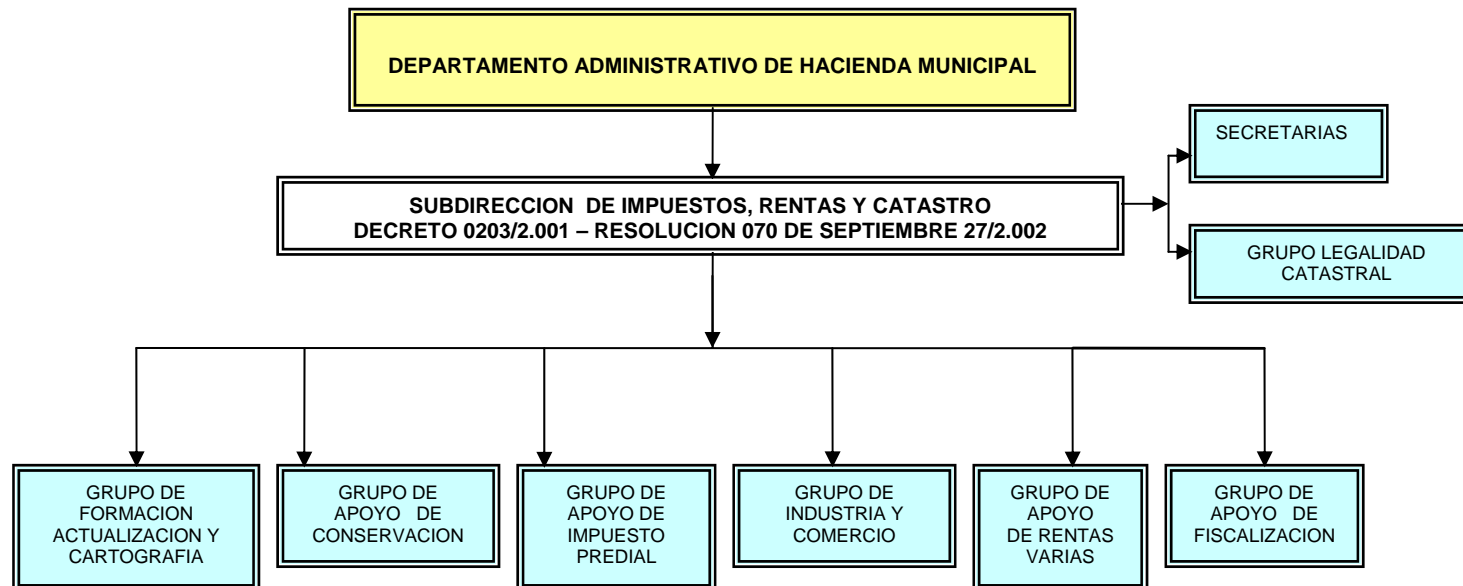 DEPARTAMENTO ADMINISTRATIVO DE HACIENDA MUNICIPAL
SECRETARIAS
SUBDIRECCION DE IMPUESTOS, RENTAS Y CATASTRO
DECRETO 0203/2.001 – RESOLUCION 070 DE SEPTIEMBRE 27/2.002
GRUPO LEGALIDAD
CATASTRAL
GRUPO DE
FORMACION
ACTUALIZACION Y
CARTOGRAFIA
GRUPO DE
APOYO DE
CONSERVACION
GRUPO DE
APOYO DE
IMPUESTO
PREDIAL
GRUPO DE
INDUSTRIA Y
COMERCIO
GRUPO DE
APOYO
DE RENTAS
VARIAS
GRUPO DE
APOYO DE
FISCALIZACION